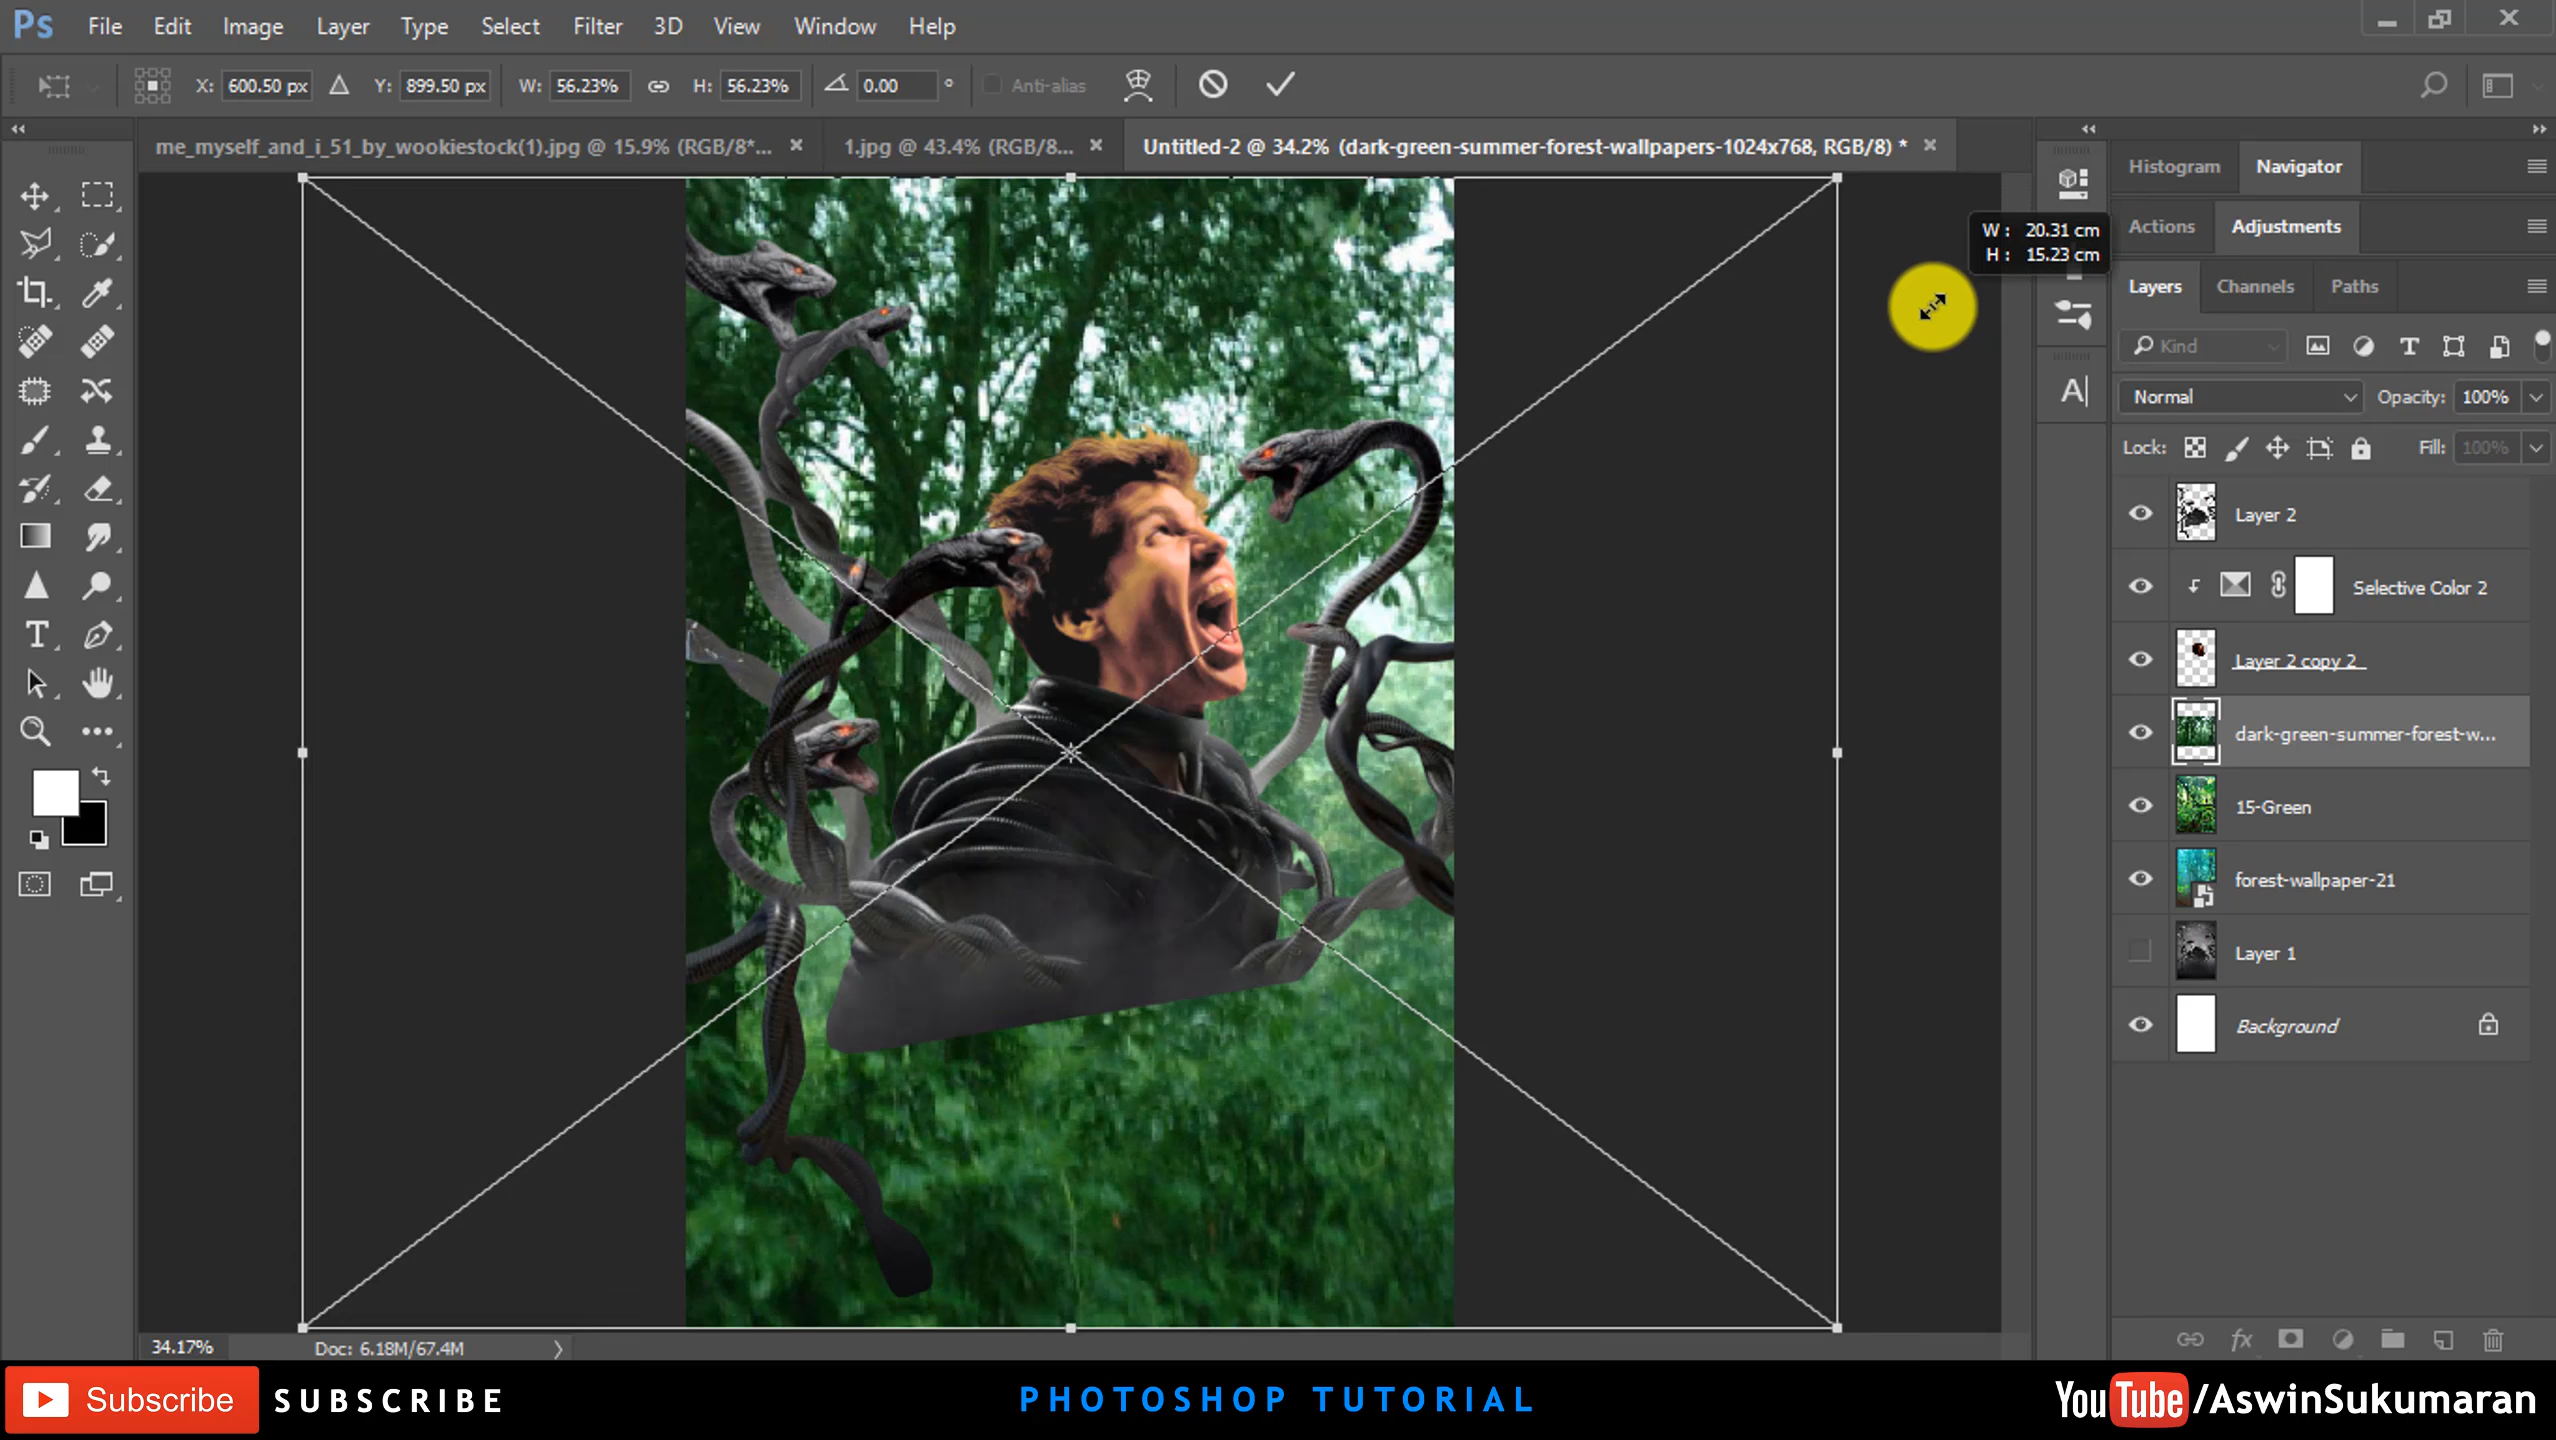 Ps File Edit Image Layer Type Select Filter 3D View Window Help
X: 600.50 px Y: 899.50 px W: 56.23% H: 56.23% 0.00 ° Anti-alias
me_myself_and_i_51_by_wookiestock(1).jpg @ 15.9% (RGB/8*... 1.jpg @ 43.4% (RGB/8... Untitled-2 @ 34.2% (dark-green-summer-forest-wallpapers-1024x768, RGB/8) *
Histogram Navigator
W : 20.31 cm
H : 15.23 cm
Actions Adjustments
Layers Channels Paths
Kind
Normal Opacity: 100%
Lock: Fill: 100%
Layer 2
Selective Color 2
Layer 2 copy 2
dark-green-summer-forest-w...
15-Green
forest-wallpaper-21
Layer 1
Background
34.17% Doc: 6.18M/67.4M
Subscribe SUBSCRIBE PHOTOSHOP TUTORIAL YouTube/AswinSukumaran